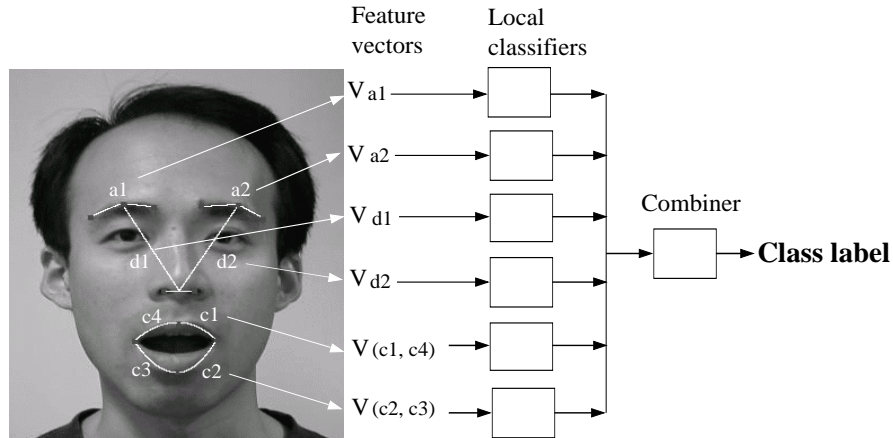 Feature
vectors
Local
classifiers
V a1
V a2
V d1
V d2
V (c1, c4)
V (c2, c3)
a1
a2
d1
d2
c4
c1
c3
c2
Combiner
Class label